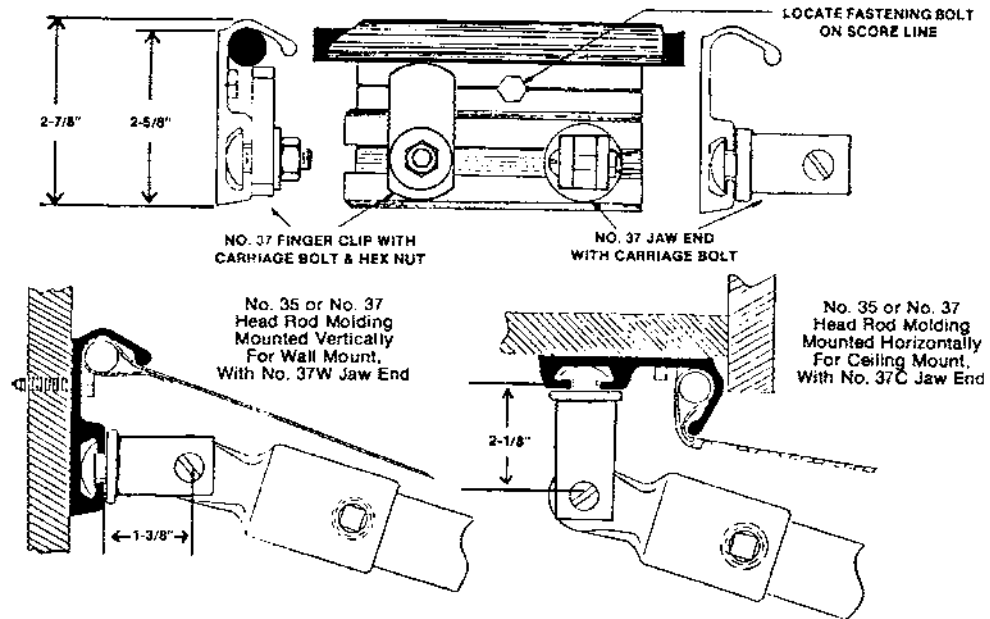 LOCATE FASTENING BOLT
ON SCORE LINE
2-7/8"
2-5/8"
NO. 37 FINGER CLIP WITH
CARRIAGE BOLT & HEX NUT
NO. 37 JAW END
WITH CARRIAGE BOLT
No. 35 or No. 37
Head Rod Molding
Mounted Vertically
For Wall Mount,
With No. 37W Jaw End
No. 35 or No. 37
Head Rod Molding
Mounted Horizontally
For Ceiling Mount,
With No. 37C Jaw End
2-1/8"
1-3/8"